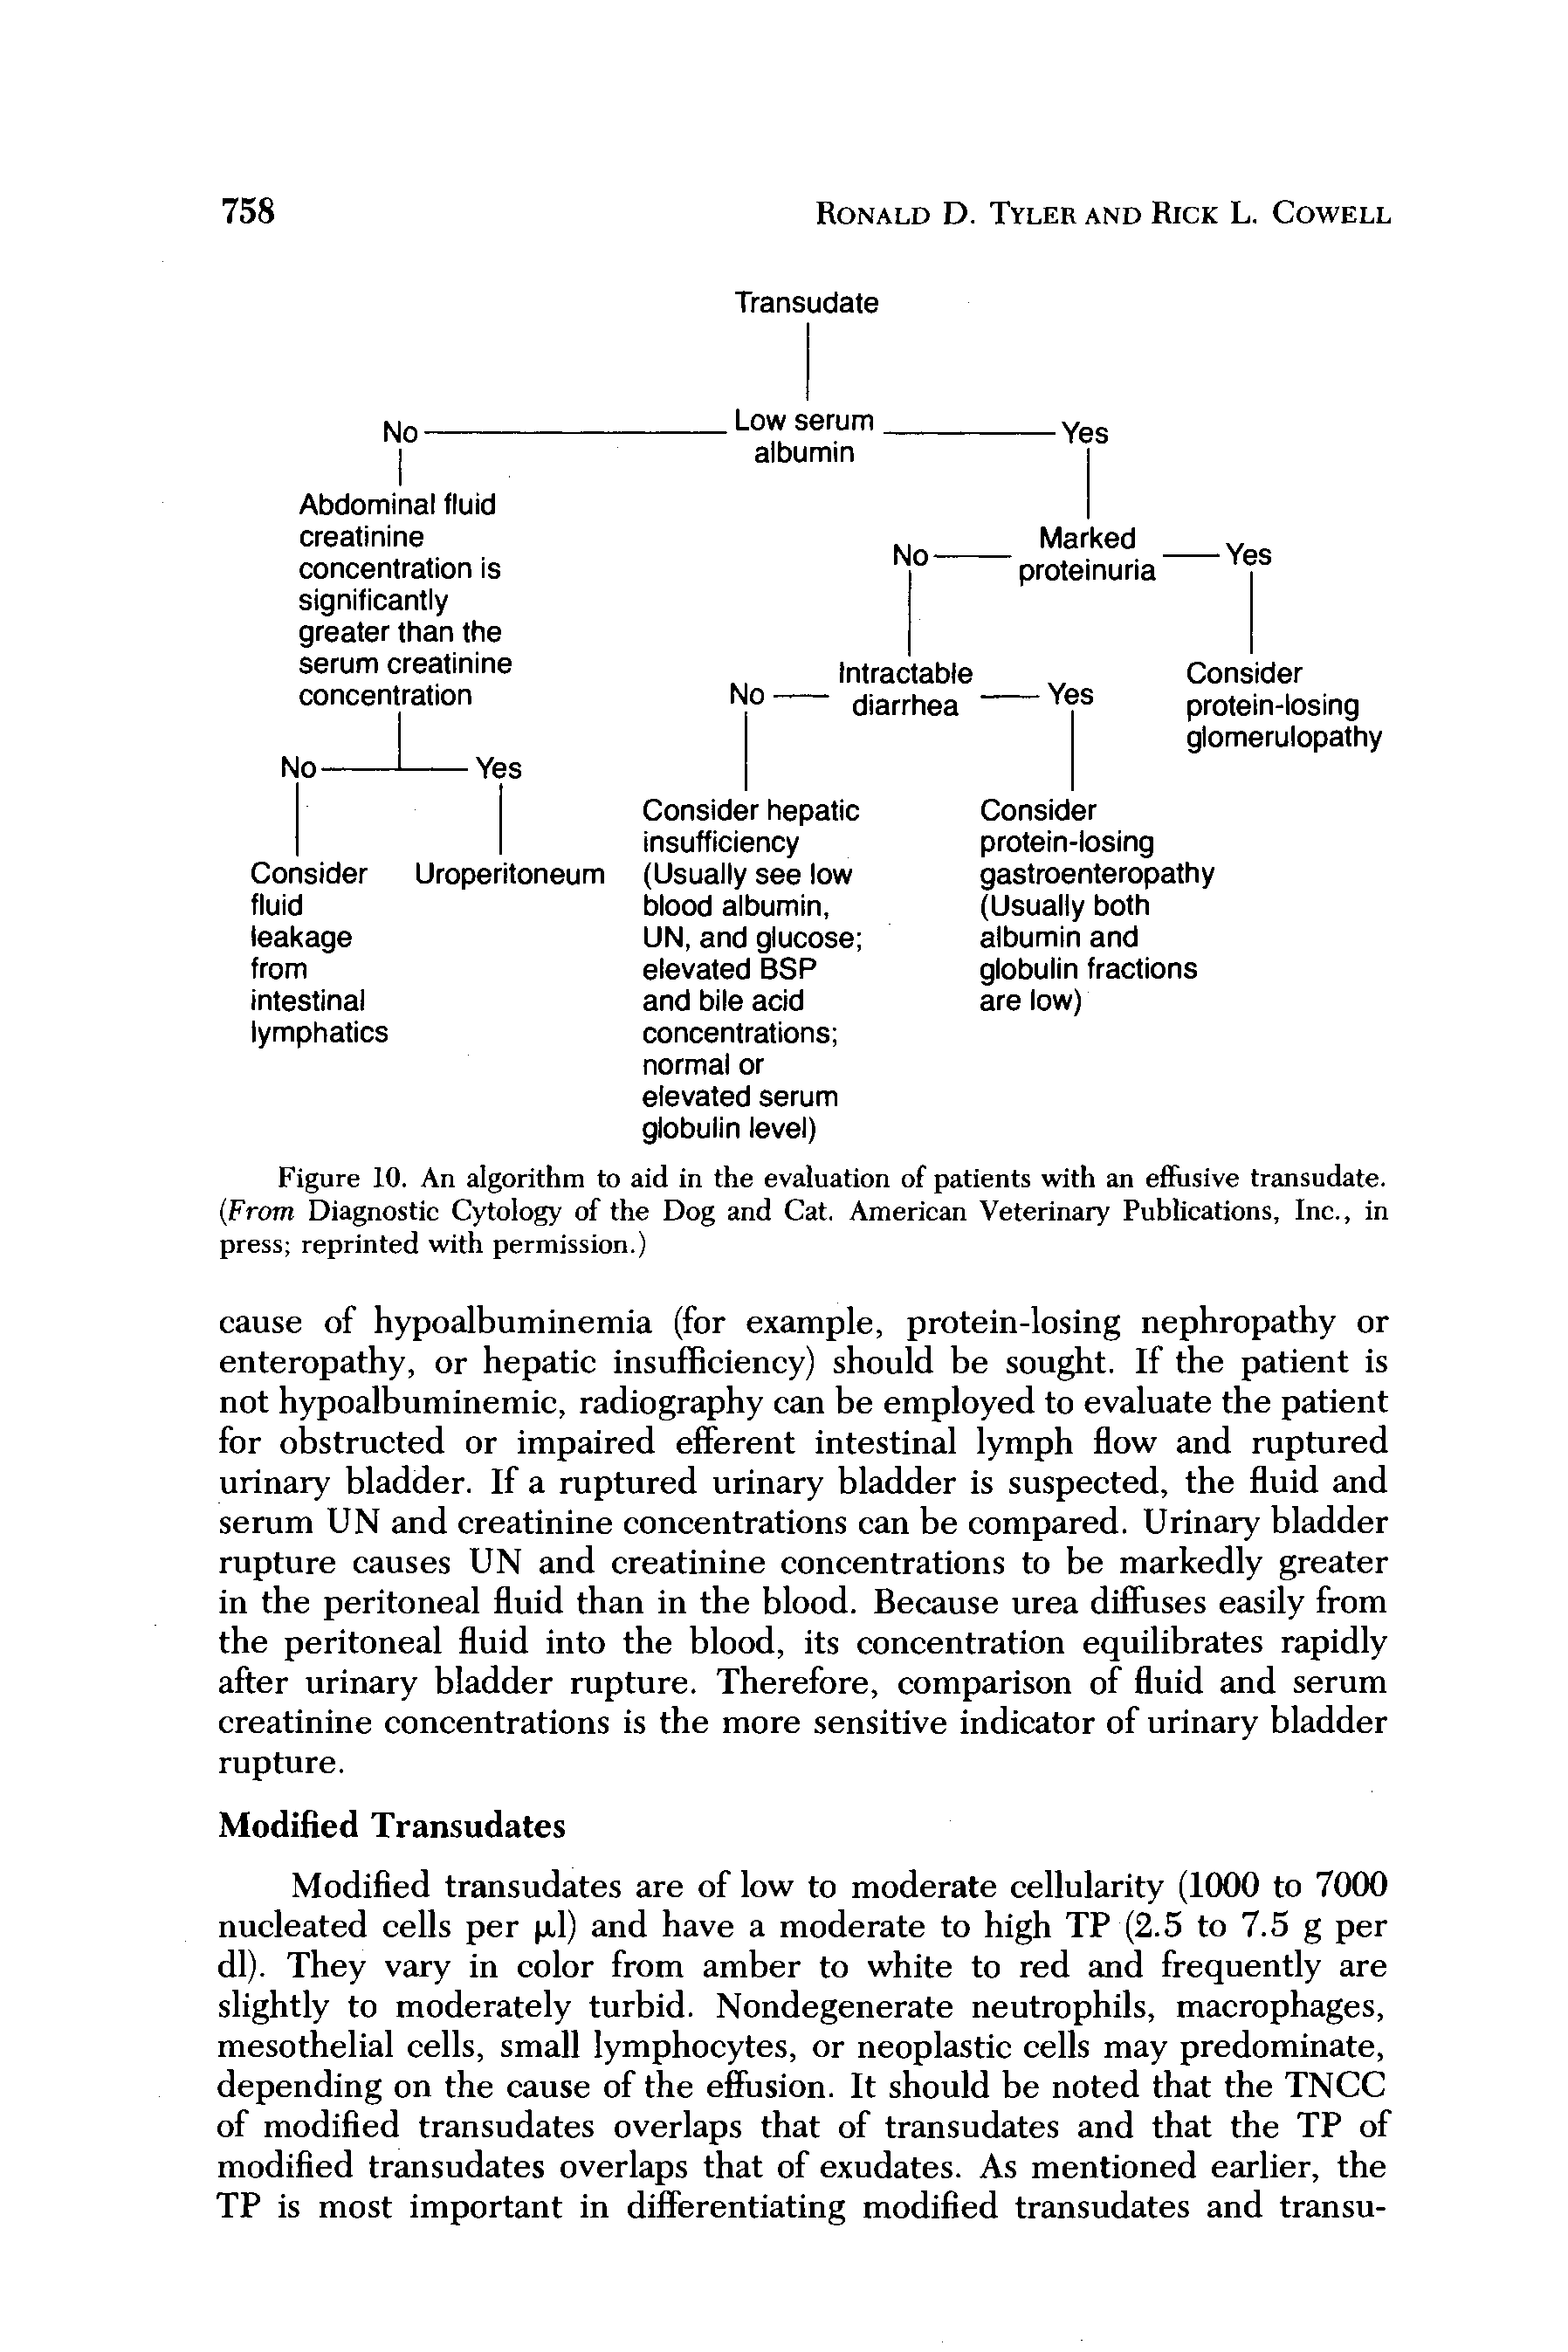 758 RONALD D. TYLER AND RICK L. COWELL
Transudate
No Low serum Yes
albumin
Abdominal fluid
creatinine
concentration is
significantly
greater than the
serum creatinine
concentration
No Yes
Consider
fluid
leakage
from
intestinal
lymphatics
Uroperitoneum
No Marked Yes
proteinuria
No Intractable Yes
diarrhea
Consider hepatic
insufficiency
(Usually see low
blood albumin,
UN, and glucose;
elevated BSP
and bile acid
concentrations;
normal or
elevated serum
globulin level)
Consider
protein-losing
gastroenteropathy
(Usually both
albumin and
globulin fractions
are low)
Consider
protein-losing
glomerulopathy
Figure 10. An algorithm to aid in the evaluation of patients with an effusive transudate.
(From Diagnostic Cytology of the Dog and Cat. American Veterinary Publications, Inc., in
press; reprinted with permission.)
cause of hypoalbuminemia (for example, protein-losing nephropathy or
enteropathy, or hepatic insufficiency) should be sought. If the patient is
not hypoalbuminemic, radiography can be employed to evaluate the patient
for obstructed or impaired efferent intestinal lymph flow and ruptured
urinary bladder. If a ruptured urinary bladder is suspected, the fluid and
serum UN and creatinine concentrations can be compared. Urinary bladder
rupture causes UN and creatinine concentrations to be markedly greater
in the peritoneal fluid than in the blood. Because urea diffuses easily from
the peritoneal fluid into the blood, its concentration equilibrates rapidly
after urinary bladder rupture. Therefore, comparison of fluid and serum
creatinine concentrations is the more sensitive indicator of urinary bladder
rupture.
Modified Transudates
Modified transudates are of low to moderate cellularity (1000 to 7000
nucleated cells per μl) and have a moderate to high TP (2.5 to 7.5 g per
dl). They vary in color from amber to white to red and frequently are
slightly to moderately turbid. Nondegenerate neutrophils, macrophages,
mesothelial cells, small lymphocytes, or neoplastic cells may predominate,
depending on the cause of the effusion. It should be noted that the TNCC
of modified transudates overlaps that of transudates and that the TP of
modified transudates overlaps that of exudates. As mentioned earlier, the
TP is most important in differentiating modified transudates and transu-